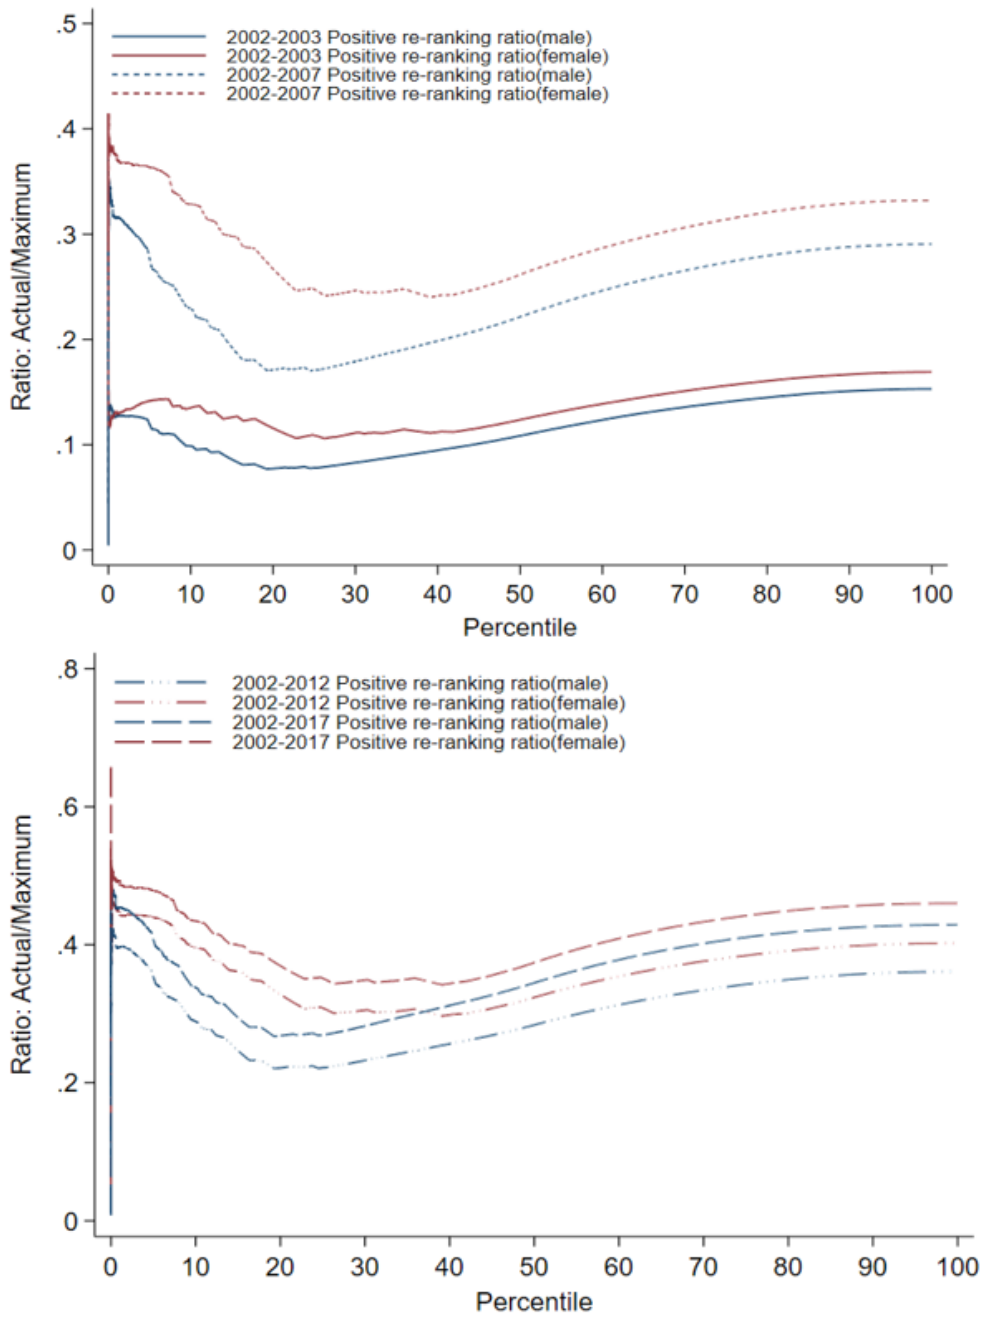 .5
2002-2003 Positive re-ranking ratio(male)
2002-2003 Positive re-ranking ratio(female)
2002-2007 Positive re-ranking ratio(male)
2002-2007 Positive re-ranking ratio(female)
.4
.3
.2
.1
0
Ratio: Actual/Maximum
0 10 20 30 40 50 60 70 80 90 100
Percentile
.8
2002-2012 Positive re-ranking ratio(male)
2002-2012 Positive re-ranking ratio(female)
2002-2017 Positive re-ranking ratio(male)
2002-2017 Positive re-ranking ratio(female)
.6
.4
.2
0
Ratio: Actual/Maximum
0 10 20 30 40 50 60 70 80 90 100
Percentile